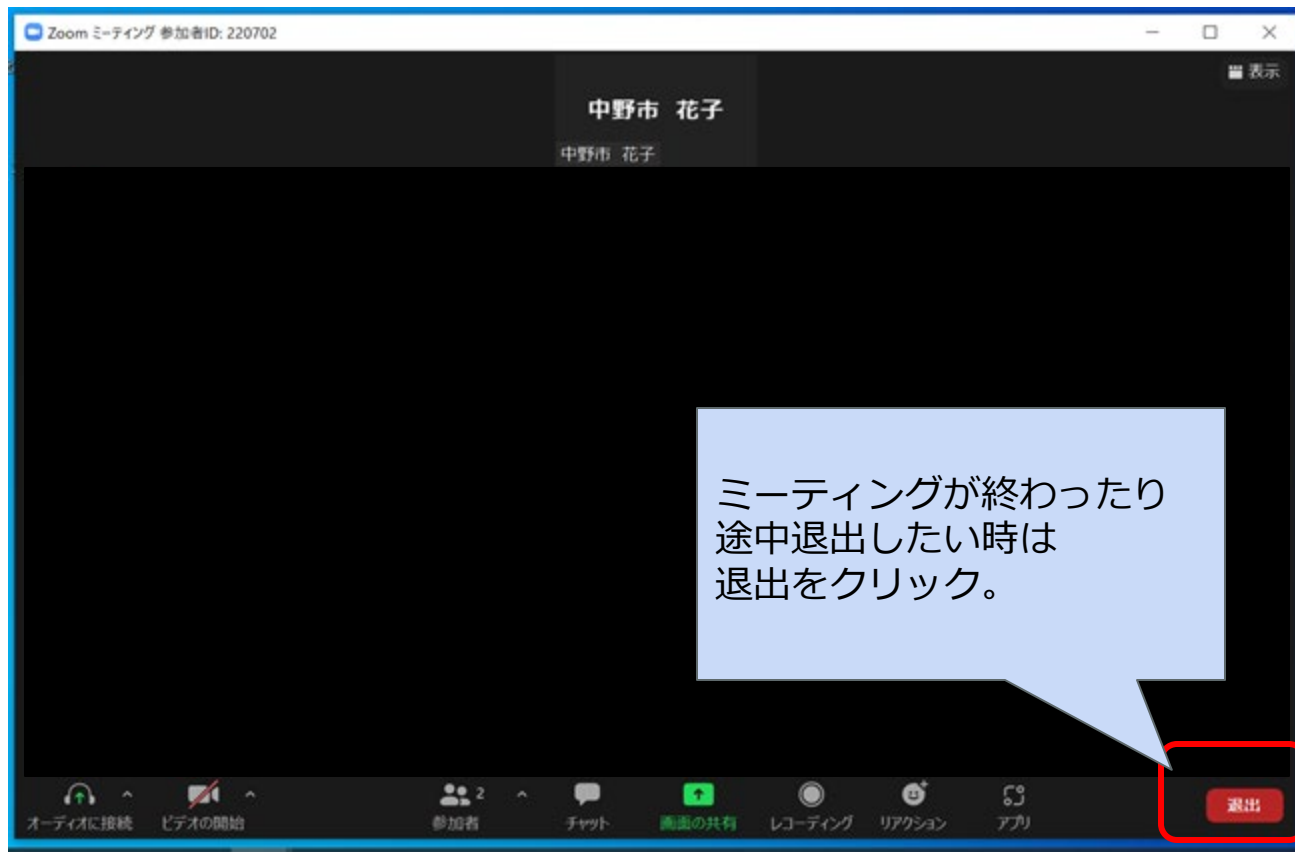 Zoom ミーティング 参加者ID: 220702
表示
中野市 花子
中野市 花子
ミーティングが終わったり
途中退出したい時は
退出をクリック。
オーディオに接続 ビデオの開始 参加者 2 チャット 画面の共有 レコーディング リアクション アプリ 退出